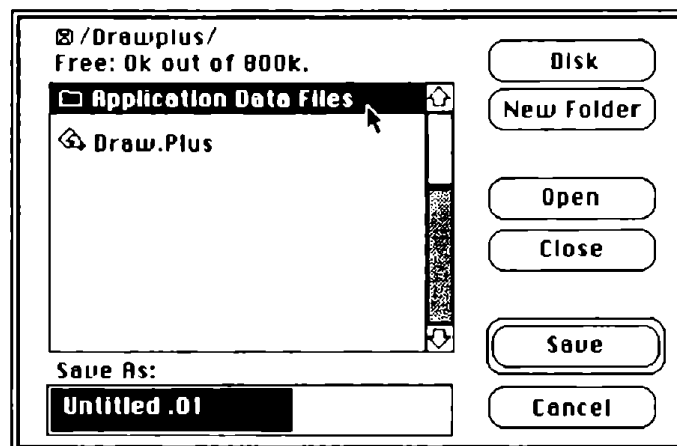 /Drawplus/
Free: 0k out of 800k.
Application Data Files
Draw.Plus
Save As:
Untitled .01
Disk
New Folder
Open
Close
Save
Cancel